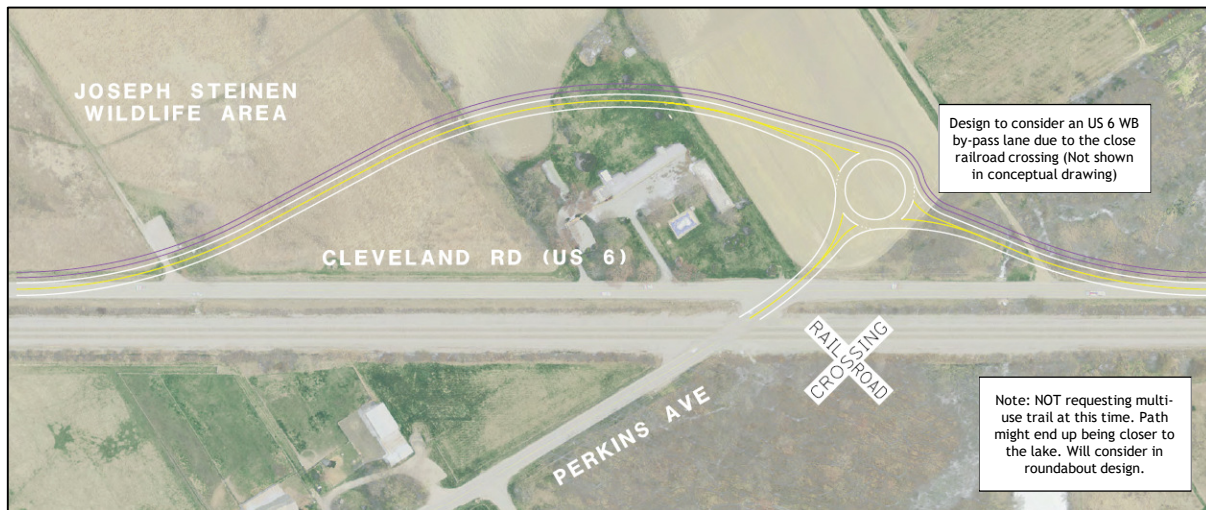 JOSEPH STEINEN
WILDLIFE AREA
Design to consider an US 6 WB
by-pass lane due to the close
railroad crossing (Not shown
in conceptual drawing)
CLEVELAND RD (US 6)
RAILROAD
CROSSING
PERKINS AVE
Note: NOT requesting multi-
use trail at this time. Path
might end up being closer to
the lake. Will consider in
roundabout design.